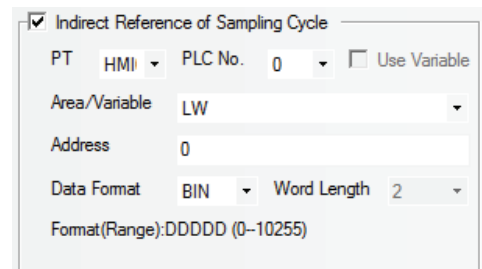 Indirect Reference of Sampling Cycle
PT HMI PLC No. 0 Use Variable
Area/Variable LW
Address 0
Data Format BIN Word Length 2
Format(Range):DDDDD (0--10255)